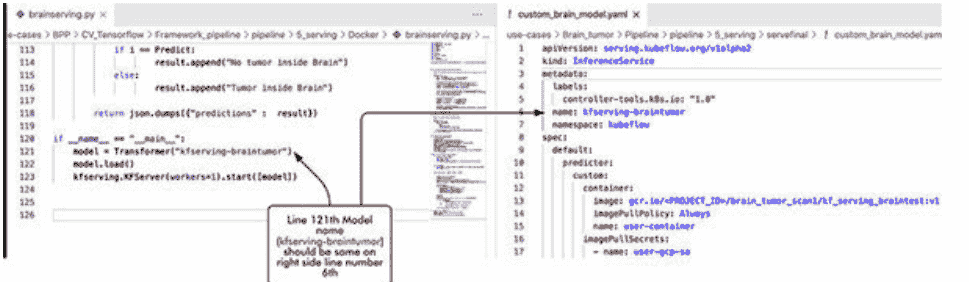 brainserving.py ×
...
e-cases > BPP > CV_Tensorflow > Framework_pipeline > pipeline > 5_serving > Docker > brainserving.py > ...
113 if i == Predict:
114 result.append("No tumor inside Brain")
115 else:
116 result.append("Tumor inside Brain")
117
118 return json.dumps({"predictions" : result})
119
120 if __name__ == "__main__":
121 model = Transformer("kfserving-braintumor")
122 model.load()
123 kfserving.KFServer(workers=1).start([model])
124
125
126
Line 121th Model
name
(kfserving-braintumor)
should be same on
right side line number
6th
! custom_brain_model.yaml ×
use-cases > Brain_tumor > Pipeline > pipeline > 5_serving > servefinal > ! custom_brain_model.yaml
1 apiVersion: serving.kubeflow.org/v1alpha2
2 kind: InferenceService
3 metadata:
4 labels:
5 controller-tools.k8s.io: "1.0"
6 name: kfserving-braintumor
7 namespace: kubeflow
8 spec:
9 default:
10 predictor:
11 custom:
12 container:
13 image: gcr.io/<PROJECT_ID>/brain_tumor_scan1/kf_serving_braintest:v1
14 imagePullPolicy: Always
15 name: user-container
16 imagePullSecrets:
17 - name: user-gcp-sa